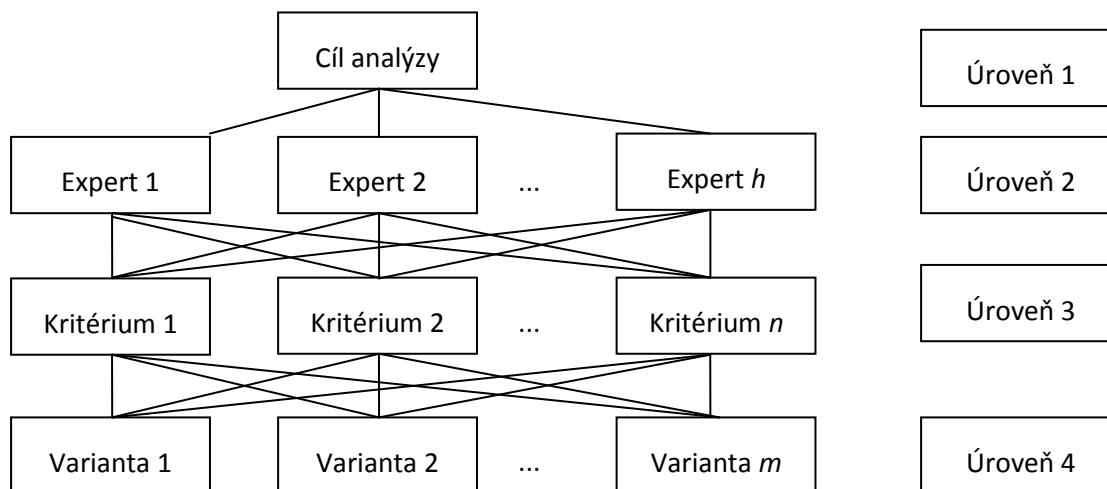 Cíl analýzy
Úroveň 1
Expert 1 Expert 2 ... Expert h Úroveň 2
Kritérium 1 Kritérium 2 ... Kritérium n Úroveň 3
Varianta 1 Varianta 2 ... Varianta m Úroveň 4